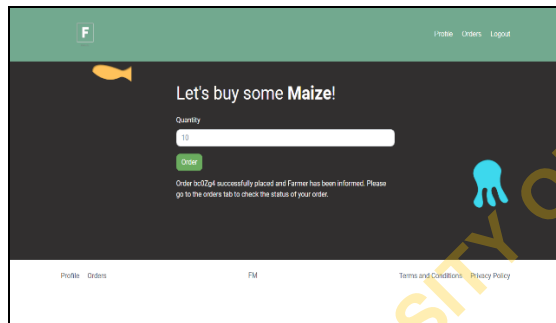 F
Profile Orders Logout
Let's buy some Maize!
Quantity
10
Order
Order bc0Zg4 successfully placed and Farmer has been informed. Please
go to the orders tab to check the status of your order.
Profile Orders FM Terms and Conditions Privacy Policy
SITY O